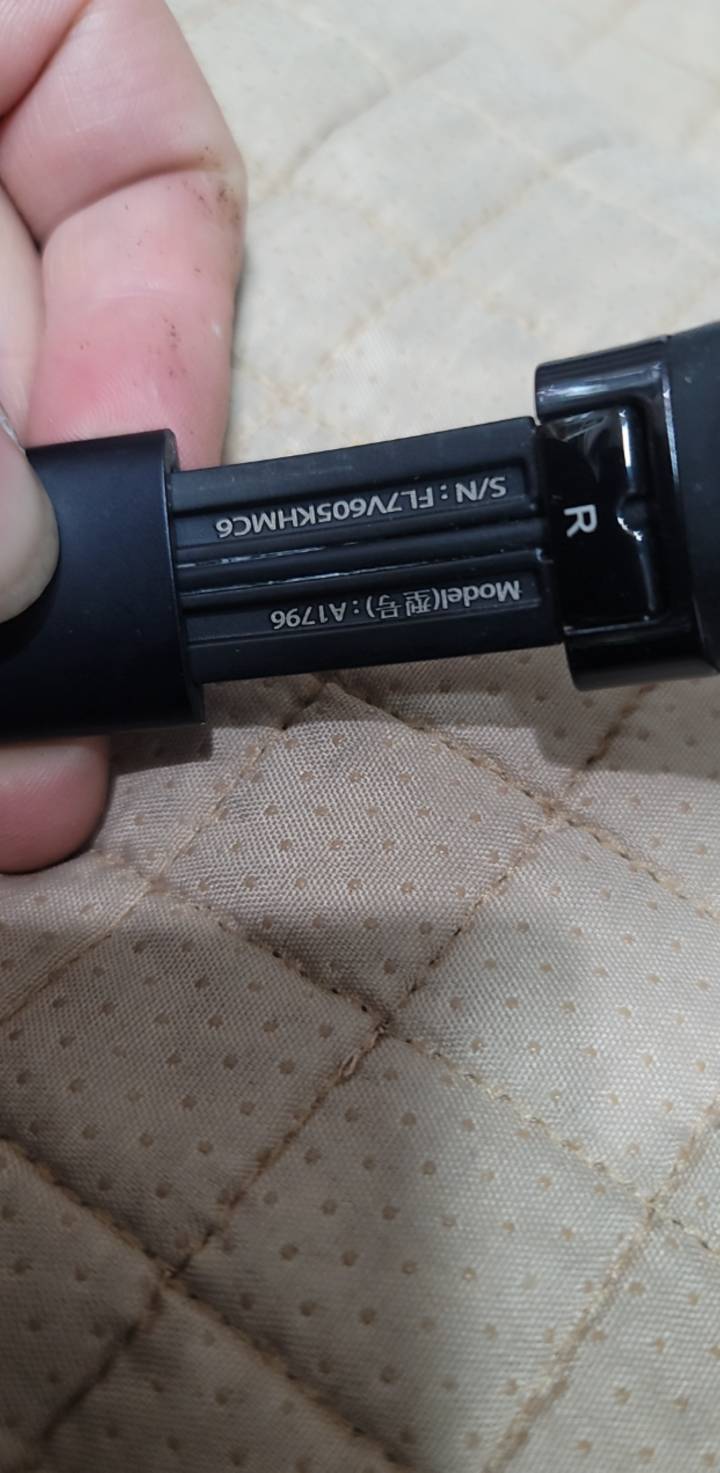 R
Model(型号) : A1796
S/N : FL7V605KHMC6